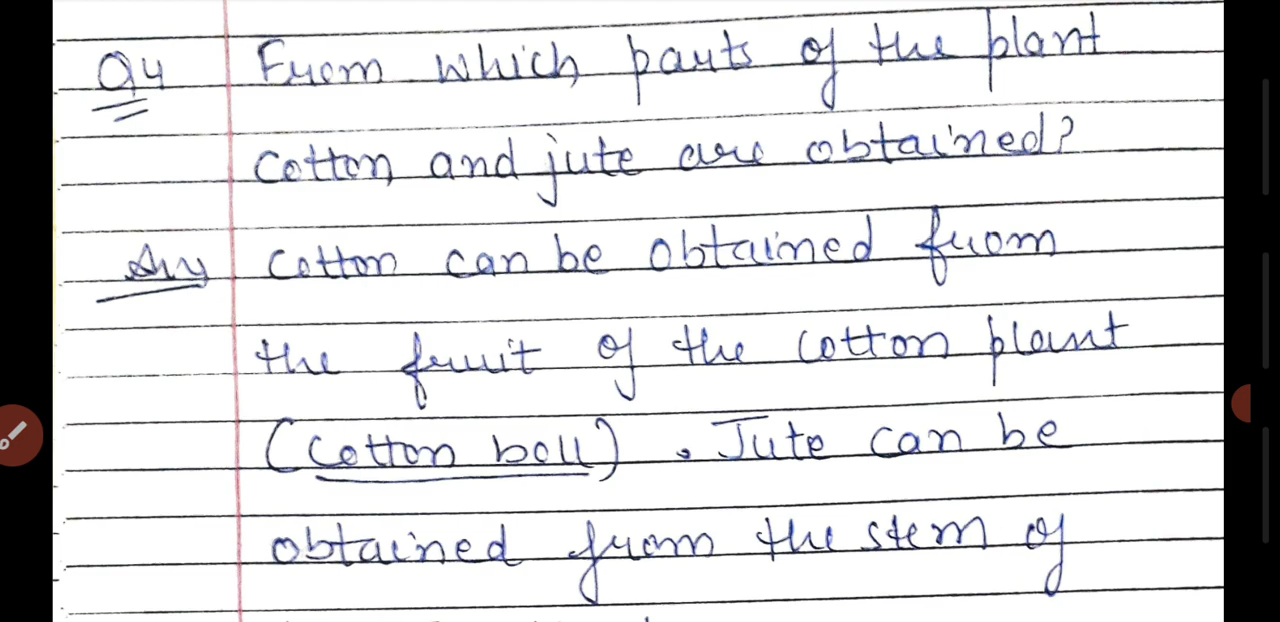 Q4 From which parts of the plant
cotton and jute are obtained?
Ans cotton can be obtained from
the fruit of the cotton plant
(cotton boll). Jute can be
obtained from the stem of